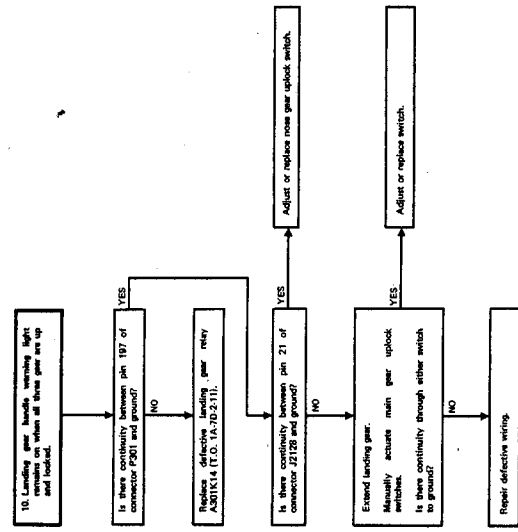 10. Landing gear handle warning light
remains on when all three gear are up
and locked.
Is there continuity between pin 197 of
connector P301 and ground?
YES
NO
Replace defective landing gear relay
A301K14 (T.O. 1A-7D-2-11).
Is there continuity between pin 21 of
connector J2128 and ground?
YES
Adjust or replace nose gear uplock switch.
NO
Extend landing gear.
Manually actuate main gear uplock
switches.
Is there continuity through either switch
to ground?
YES
Adjust or replace switch.
NO
Repair defective wiring.